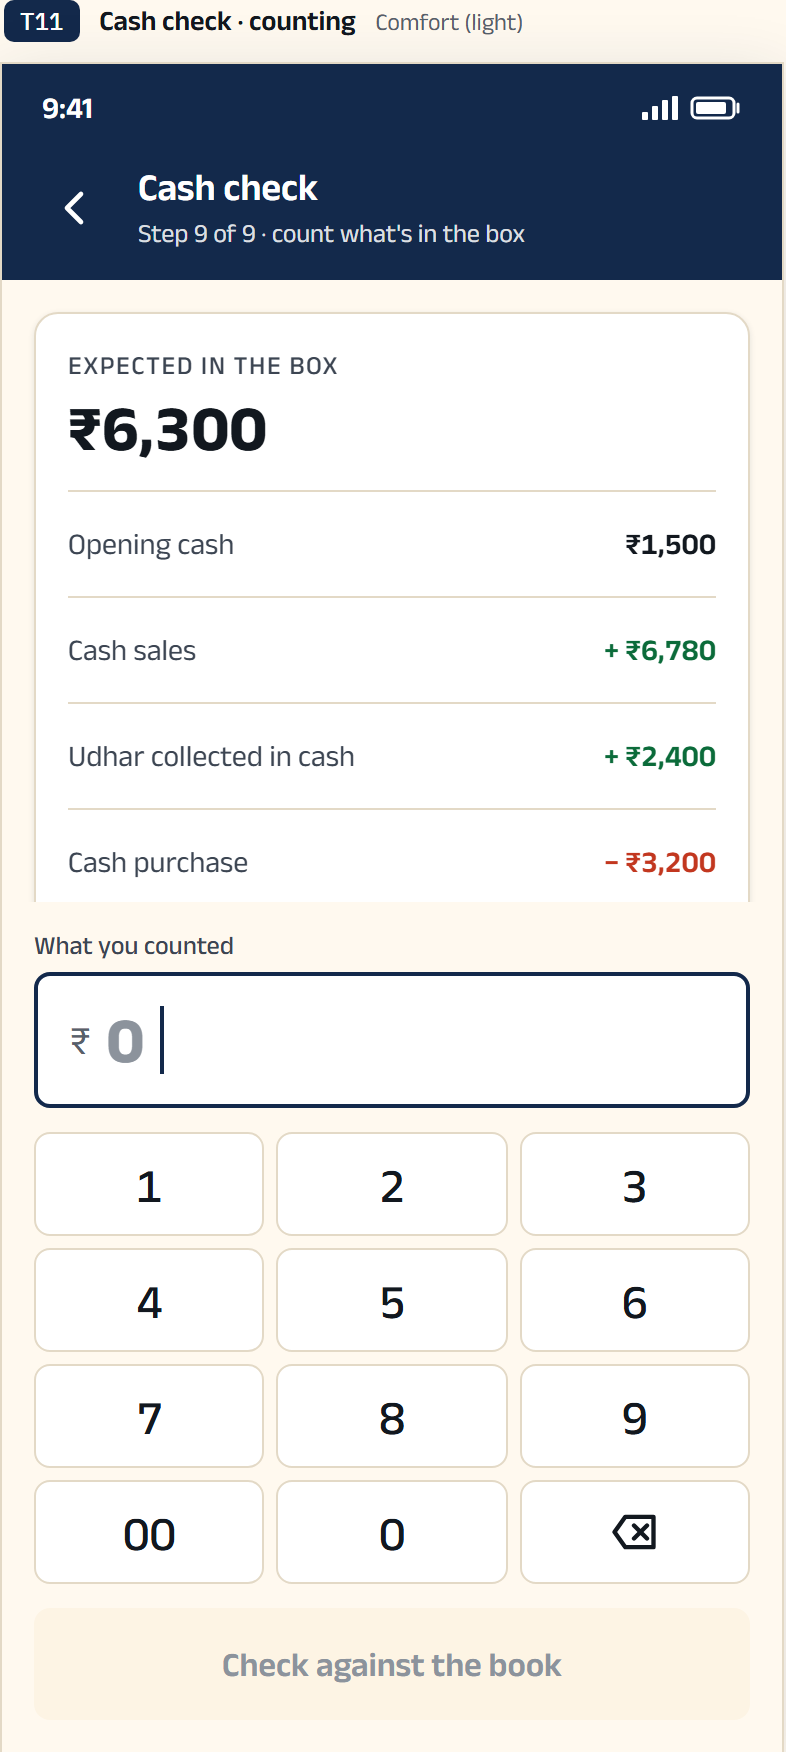 T11 Cash check · counting Comfort (light)
9:41
Cash check
Step 9 of 9 · count what's in the box
EXPECTED IN THE BOX
₹6,300
Opening cash ₹1,500
Cash sales + ₹6,780
Udhar collected in cash + ₹2,400
Cash purchase − ₹3,200
What you counted
₹ 0
1 2 3
4 5 6
7 8 9
00 0
Check against the book